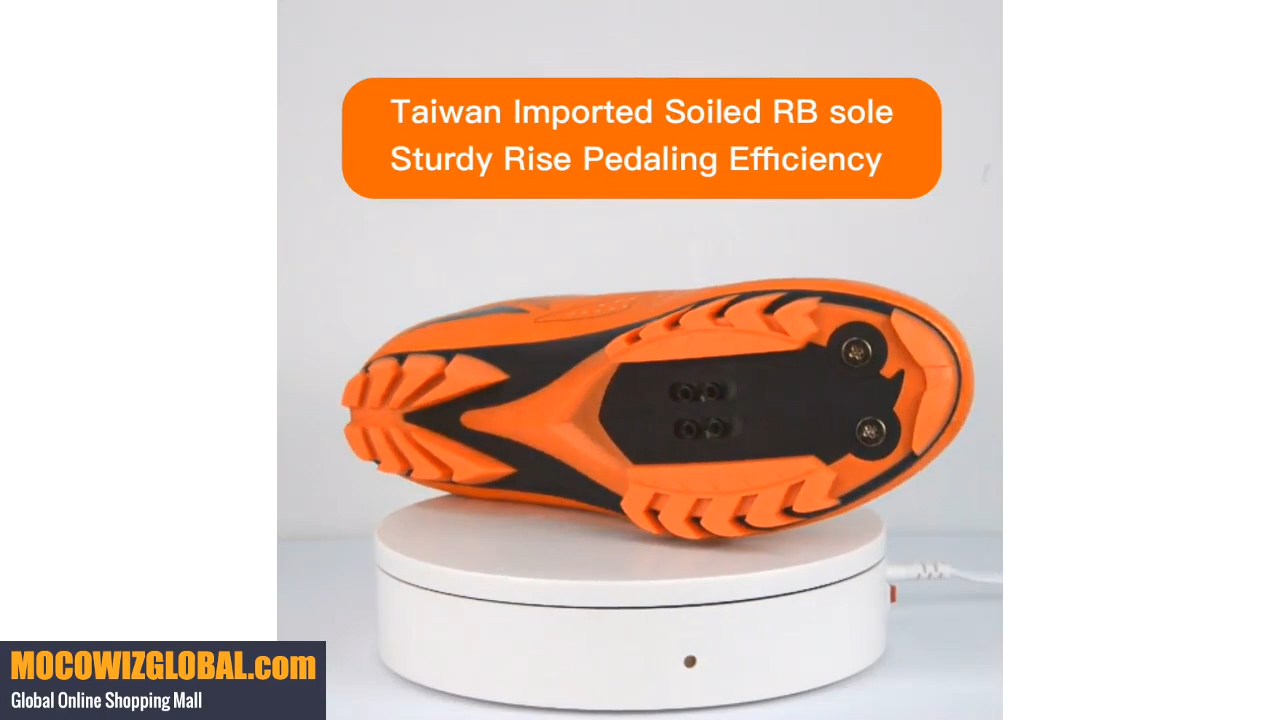 Taiwan Imported Soiled RB sole
Sturdy Rise Pedaling Efficiency
MOCOWIZGLOBAL.com
Global Online Shopping Mall